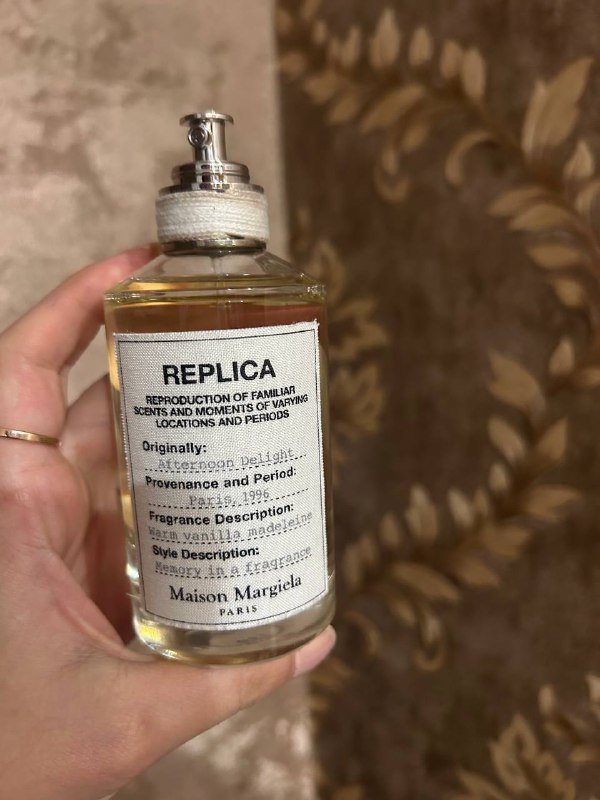 REPLICA
REPRODUCTION OF FAMILIAR
SCENTS AND MOMENTS OF VARYING
LOCATIONS AND PERIODS
Originally:
Afternoon Delight
Provenance and Period:
Paris, 1996
Fragrance Description:
Warm vanilla madeleine
Style Description:
Memory in a fragrance
Maison Margiela
PARIS